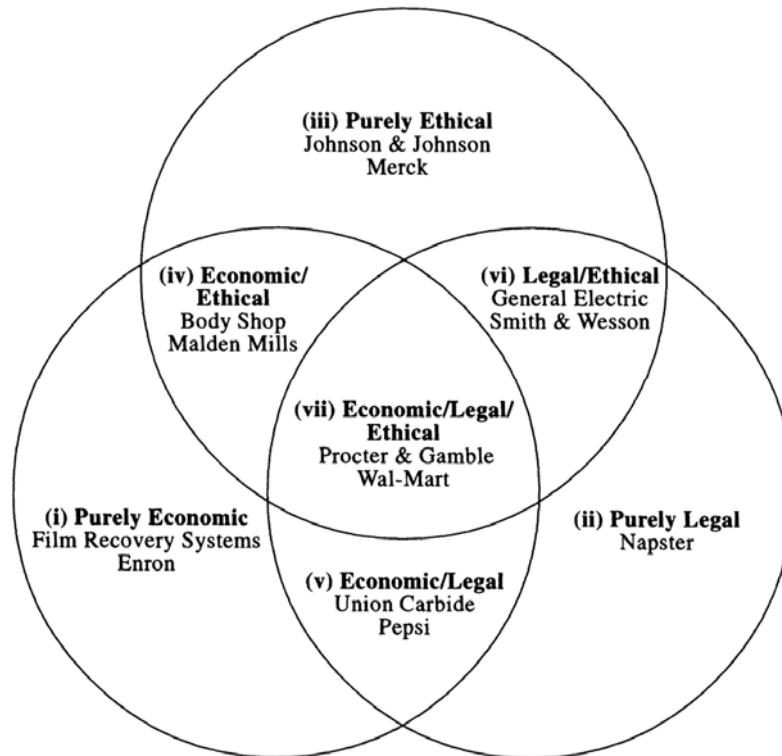 (iii) Purely Ethical
Johnson & Johnson
Merck
(iv) Economic/
Ethical
Body Shop
Malden Mills
(vi) Legal/Ethical
General Electric
Smith & Wesson
(vii) Economic/Legal/
Ethical
Procter & Gamble
Wal-Mart
(i) Purely Economic
Film Recovery Systems
Enron
(ii) Purely Legal
Napster
(v) Economic/Legal
Union Carbide
Pepsi